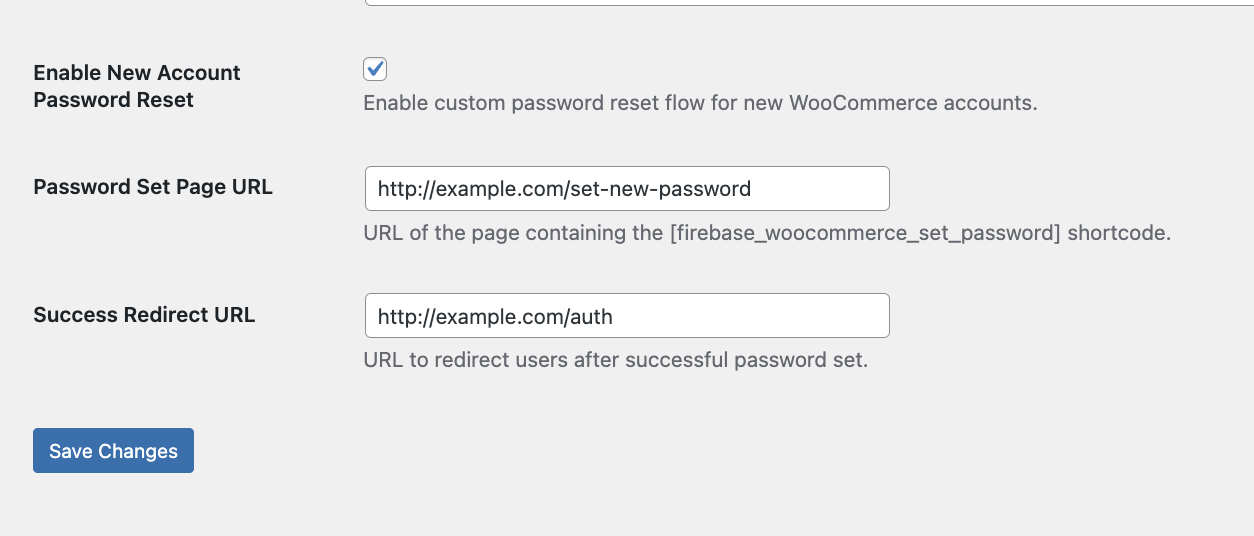 Enable New Account
Password Reset
Enable custom password reset flow for new WooCommerce accounts.
Password Set Page URL
http://example.com/set-new-password
URL of the page containing the [firebase_woocommerce_set_password] shortcode.
Success Redirect URL
http://example.com/auth
URL to redirect users after successful password set.
Save Changes